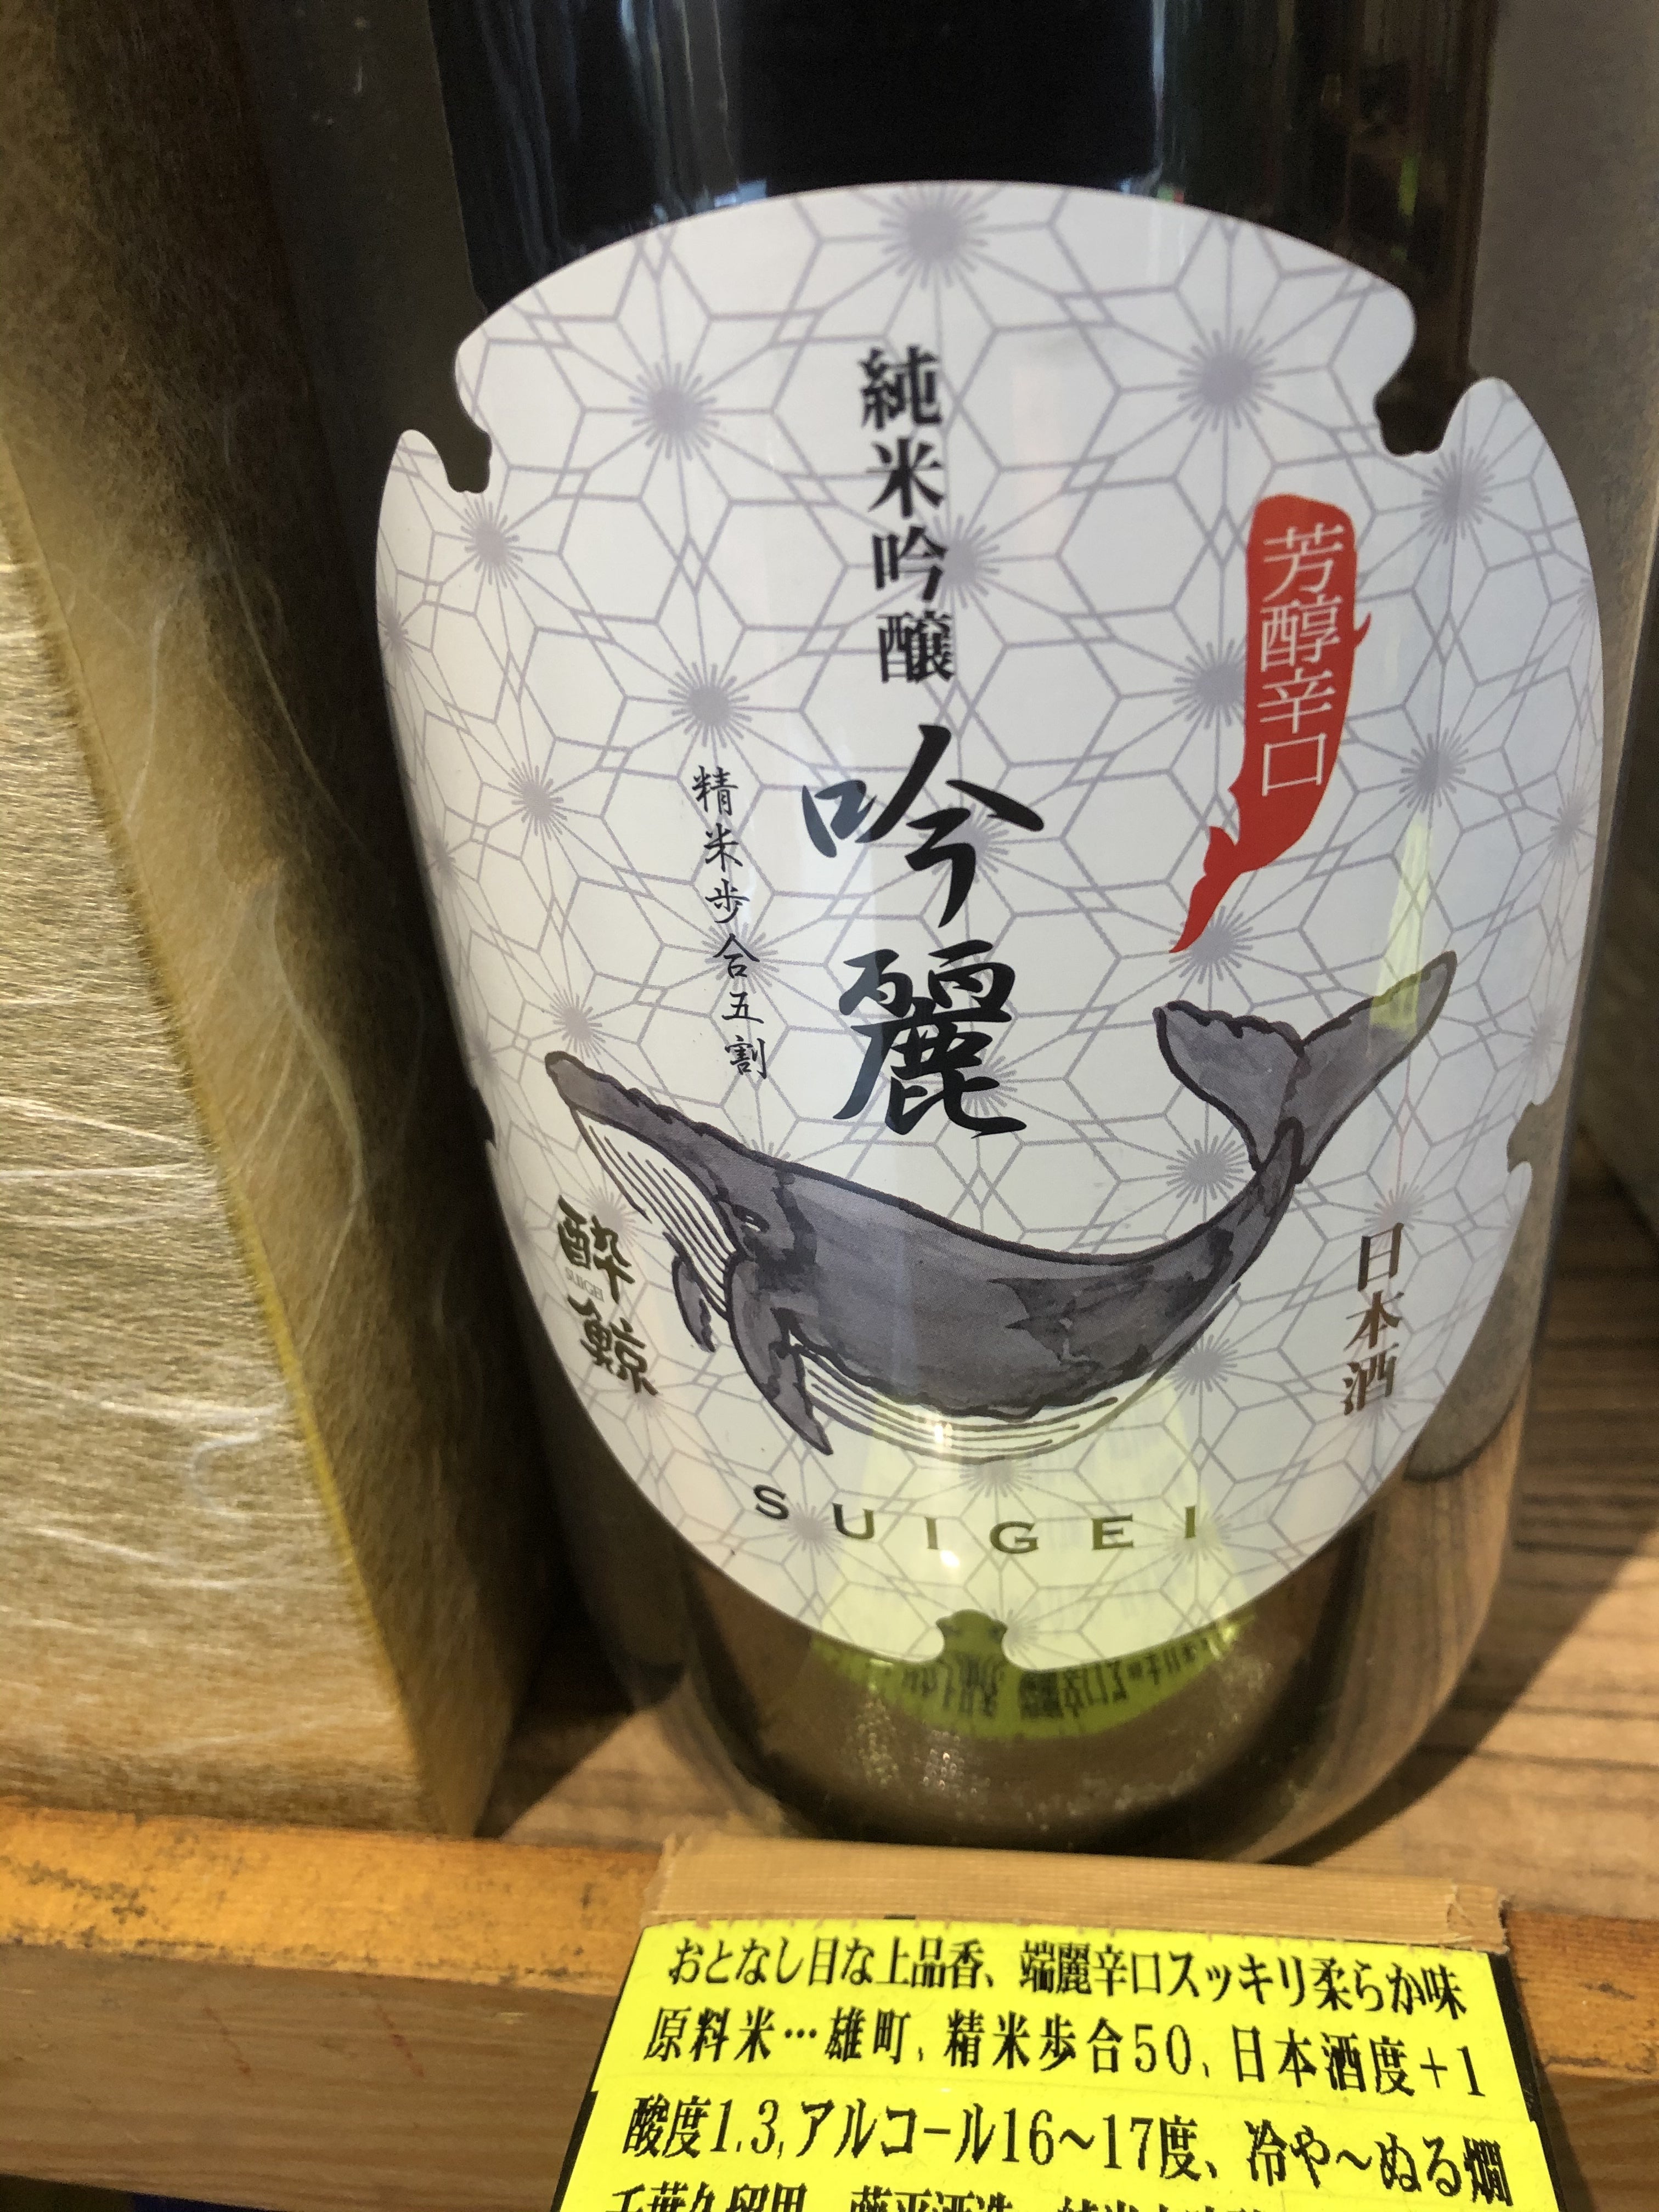 芳醇辛口
純米吟醸
吟麗
精米歩合五割
酔鯨
SUIGEI
日本酒
SUIGEI
おとなし目な上品香、端麗辛口スッキリ柔らか味
原料米…雄町、精米歩合50、日本酒度+1
酸度1.3,アルコール16〜17度、冷や〜ぬる燗